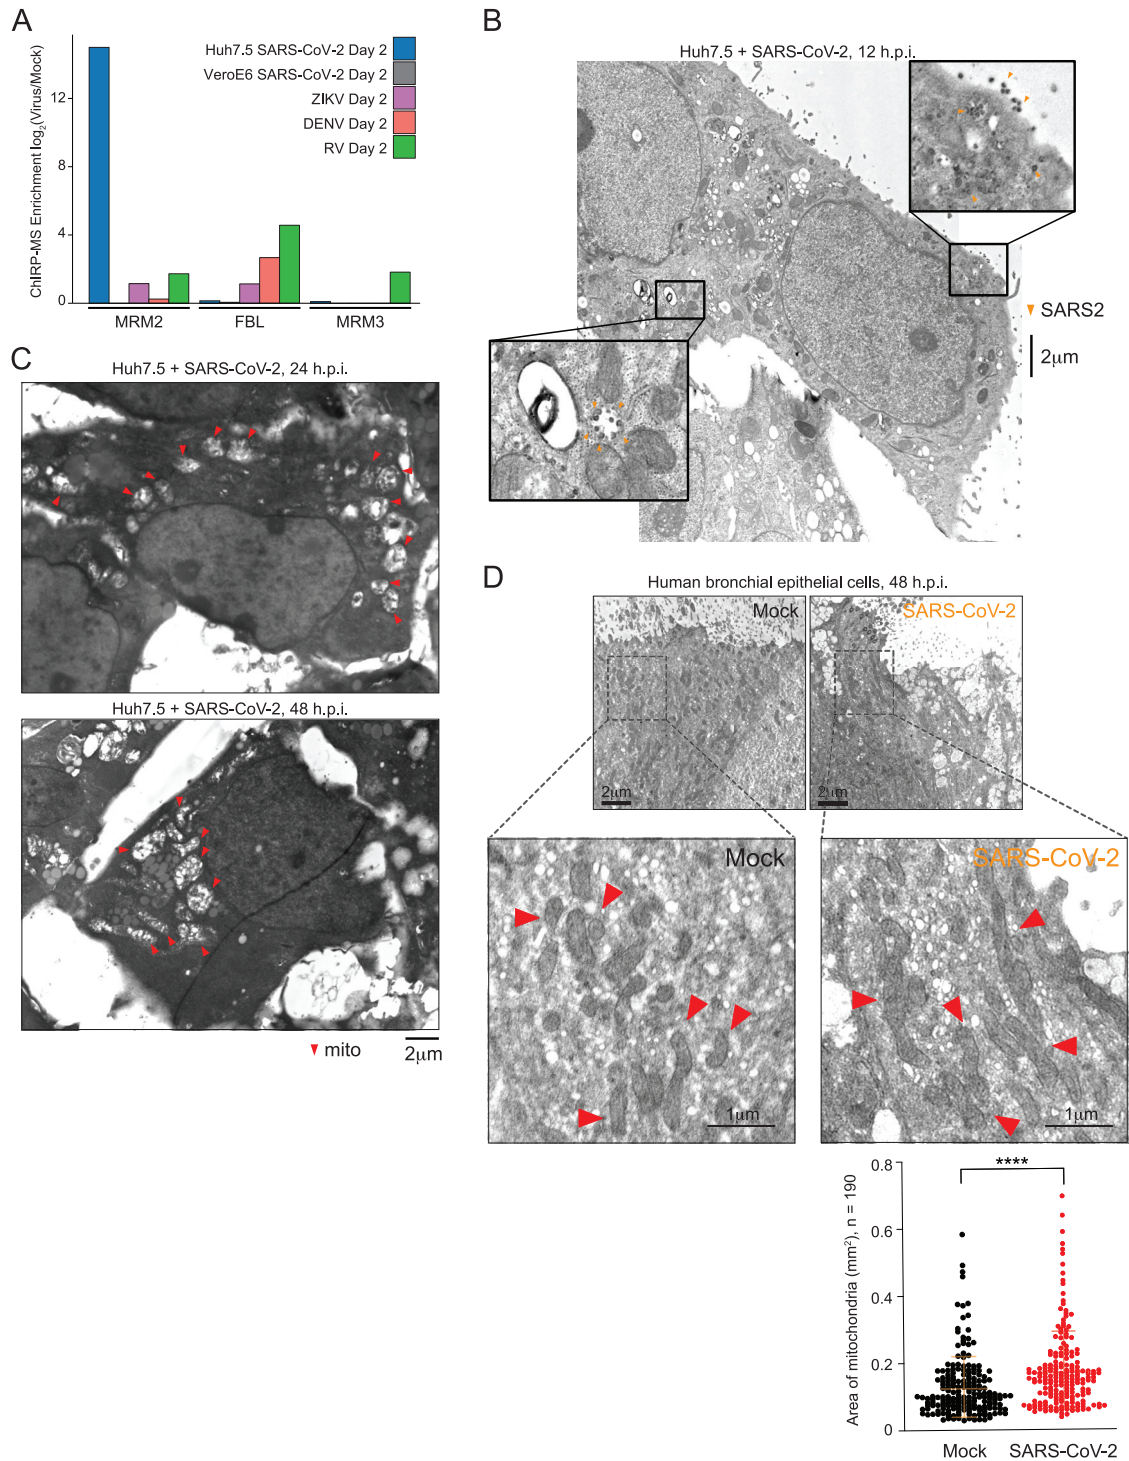 A
ChIRP-MS Enrichment log2(Virus/Mock)
12
8
4
0
Huh7.5 SARS-CoV-2 Day 2
VeroE6 SARS-CoV-2 Day 2
ZIKV Day 2
DENV Day 2
RV Day 2
MRM2
FBL
MRM3
B
Huh7.5 + SARS-CoV-2, 12 h.p.i.
SARS2
2μm
C
Huh7.5 + SARS-CoV-2, 24 h.p.i.
Huh7.5 + SARS-CoV-2, 48 h.p.i.
mito
2μm
D
Human bronchial epithelial cells, 48 h.p.i.
Mock
2μm
SARS-CoV-2
2μm
Mock
1μm
SARS-CoV-2
1μm
Area of mitochondria (mm²), n = 190
0.8
0.6
0.4
0.2
0
****
Mock
SARS-CoV-2